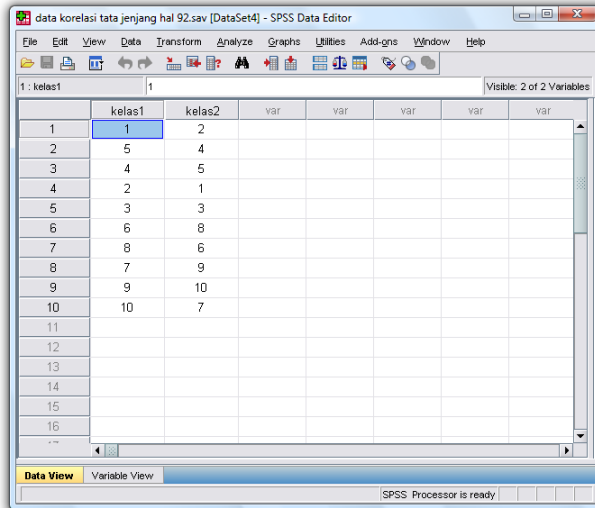 data korelasi tata jenjang hal 92.sav [DataSet4] - SPSS Data Editor
File Edit View Data Transform Analyze Graphs Utilities Add-ons Window Help
1 : kelas1 1 Visible: 2 of 2 Variables
kelas1 kelas2 var var var var var
1 1 2
2 5 4
3 4 5
4 2 1
5 3 3
6 6 8
7 8 6
8 7 9
9 9 10
10 10 7
11
12
13
14
15
16
Data View Variable View
SPSS Processor is ready